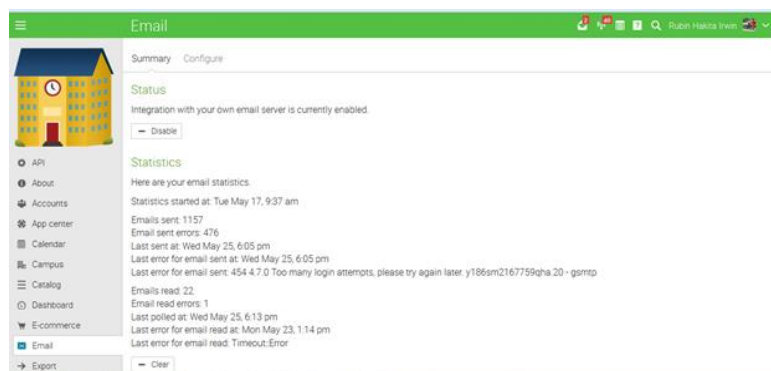 Email
Rubin Hakita Irwin
Summary Configure
Status
Integration with your own email server is currently enabled.
Disable
Statistics
Here are your email statistics.
Statistics started at: Tue May 17, 9:37 am
Emails sent: 1157
Email sent errors: 476
Last sent at: Wed May 25, 6:05 pm
Last error for email sent at: Wed May 25, 6:05 pm
Last error for email sent: 454 4.7.0 Too many login attempts, please try again later. y186sm2167759qha.20 - gsmtp
Emails read: 22
Email read errors: 1
Last polled at: Wed May 25, 6:13 pm
Last error for email read at: Mon May 23, 1:14 pm
Last error for email read: Timeout::Error
Clear
API
About
Accounts
App center
Calendar
Campus
Catalog
Dashboard
E-commerce
Email
Export